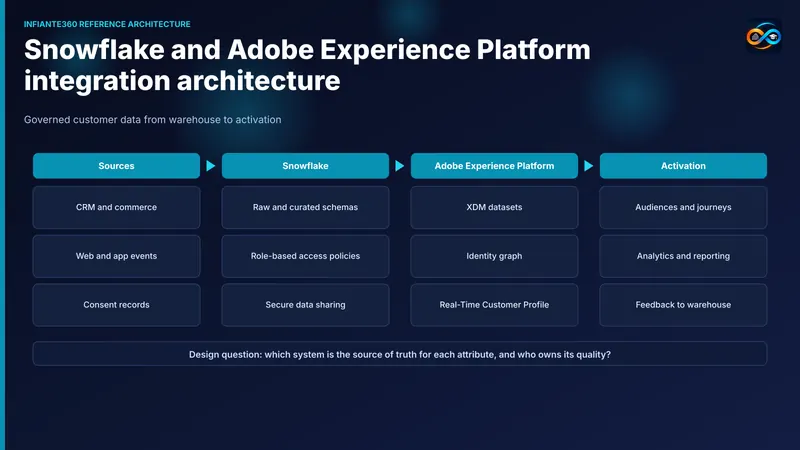 INFIANTE360 REFERENCE ARCHITECTURE
Snowflake and Adobe Experience Platform
integration architecture
Governed customer data from warehouse to activation
Sources
Snowflake
Adobe Experience Platform
Activation
CRM and commerce
Raw and curated schemas
XDM datasets
Audiences and journeys
Web and app events
Role-based access policies
Identity graph
Analytics and reporting
Consent records
Secure data sharing
Real-Time Customer Profile
Feedback to warehouse
Design question: which system is the source of truth for each attribute, and who owns its quality?